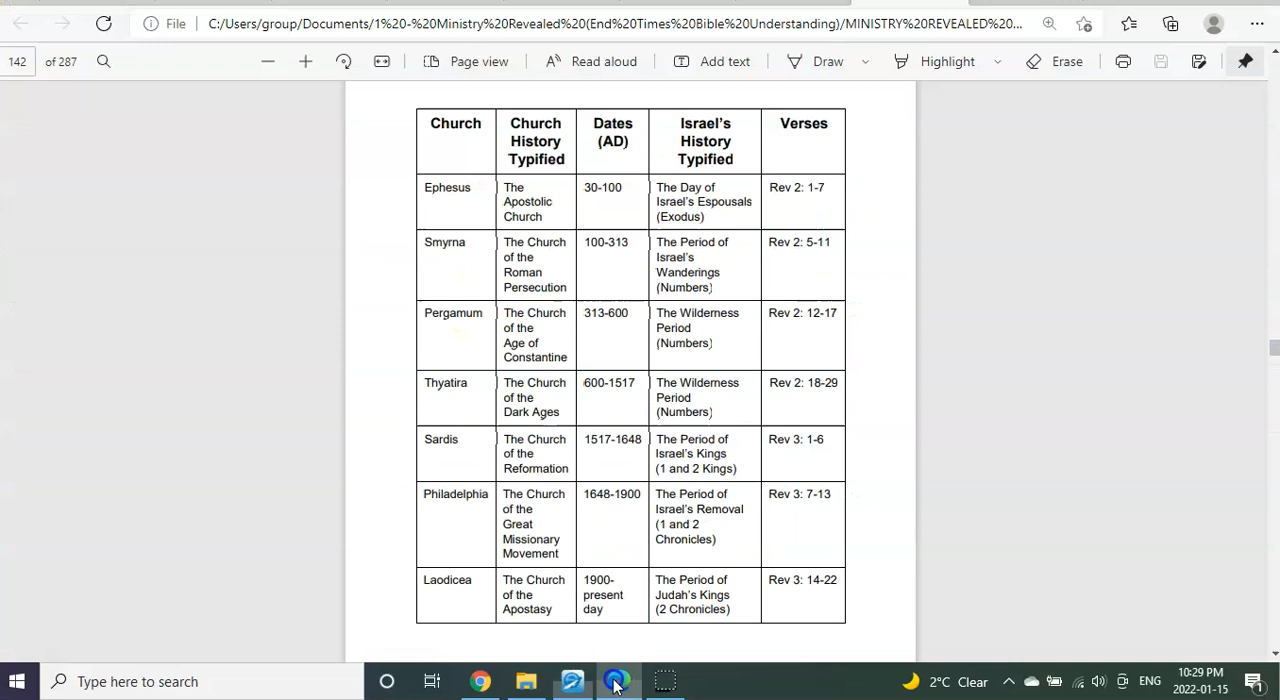 File
C:/Users/group/Documents/1%20-%20Ministry%20Revealed%20(End%20Times%20Bible%20Understanding)/MINISTRY%20REVEALED%20...
142 of 287
Page view
Read aloud
Add text
Draw
Highlight
Erase
Church Church History Typified Dates (AD) Israel's History Typified Verses
Ephesus The Apostolic Church 30-100 The Day of Israel's Espousals (Exodus) Rev 2: 1-7
Smyrna The Church of the Roman Persecution 100-313 The Period of Israel's Wanderings (Numbers) Rev 2: 5-11
Pergamum The Church of the Age of Constantine 313-600 The Wilderness Period (Numbers) Rev 2: 12-17
Thyatira The Church of the Dark Ages 600-1517 The Wilderness Period (Numbers) Rev 2: 18-29
Sardis The Church of the Reformation 1517-1648 The Period of Israel's Kings (1 and 2 Kings) Rev 3: 1-6
Philadelphia The Church of the Great Missionary Movement 1648-1900 The Period of Israel's Removal (1 and 2 Chronicles) Rev 3: 7-13
Laodicea The Church of the Apostasy 1900-present day The Period of Judah's Kings (2 Chronicles) Rev 3: 14-22
Type here to search
2°C Clear
ENG
10:29 PM
2022-01-15